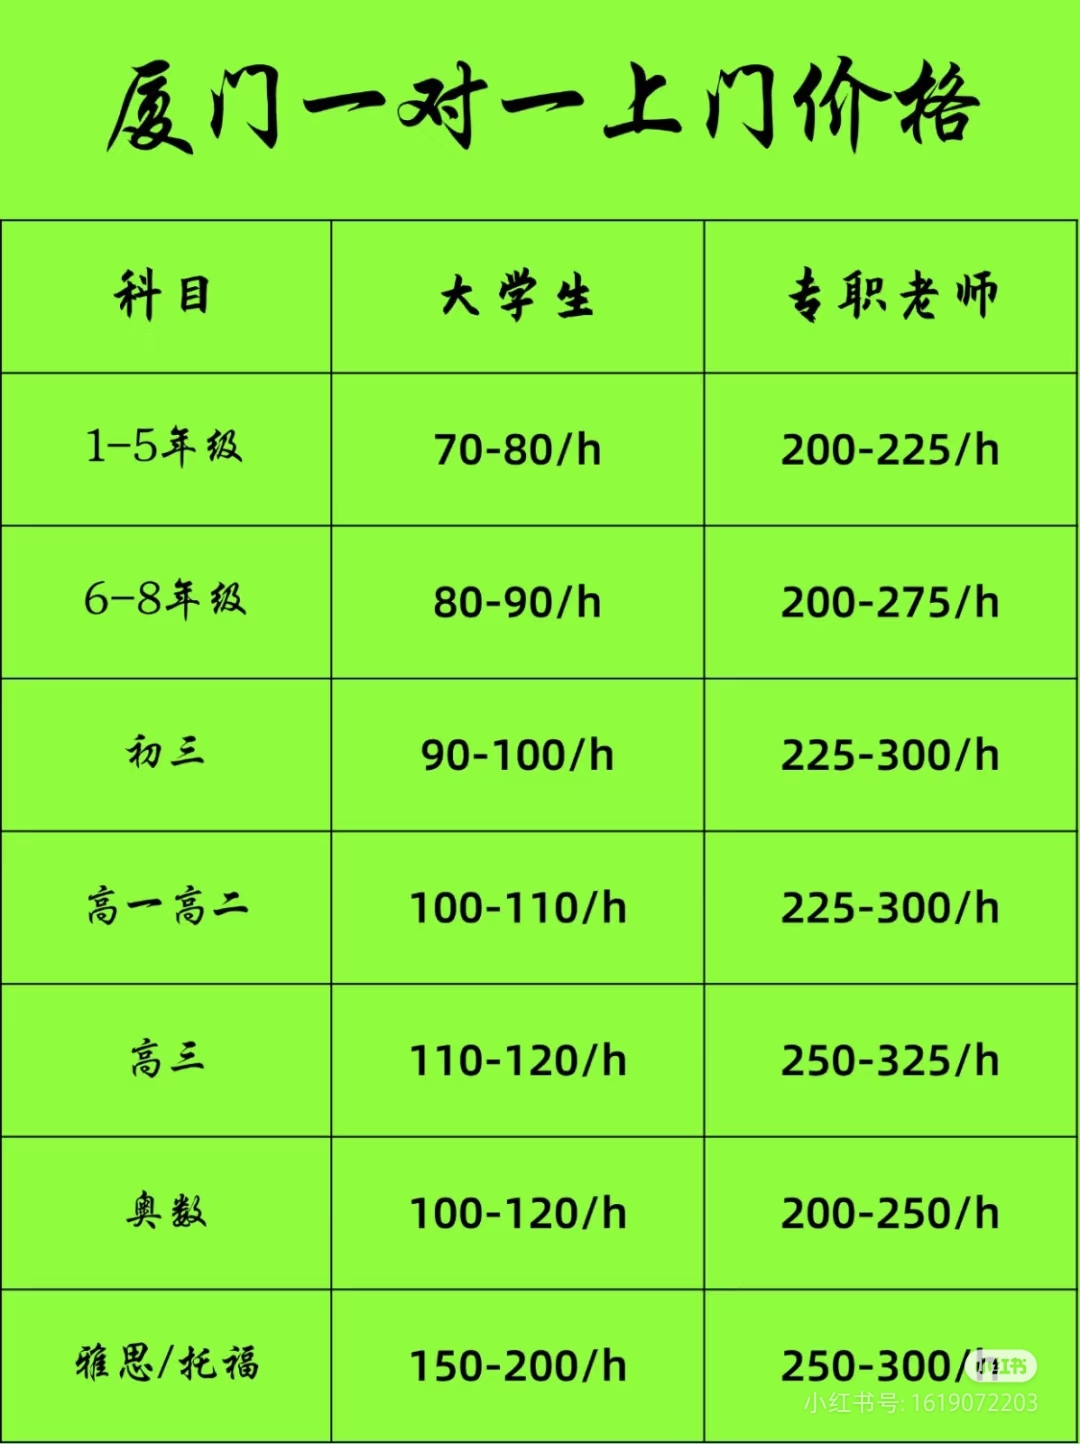 厦门一对一上门价格
科目 大学生 专职老师
1-5年级 70-80/h 200-225/h
6-8年级 80-90/h 200-275/h
初三 90-100/h 225-300/h
高一高二 100-110/h 225-300/h
高三 110-120/h 250-325/h
奥数 100-120/h 200-250/h
雅思/托福 150-200/h 250-300/h
小红书
小红书号: 1619072203